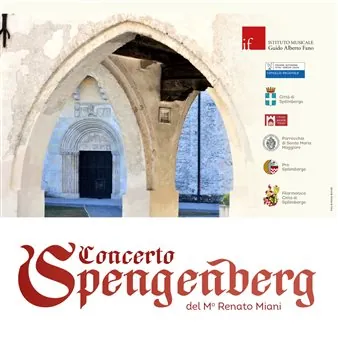 if
ISTITUTO MUSICALE
Guido Alberto Fano
Città di
Spilimbergo
Parrocchia
di Santa Maria
Maggiore
Pro
Spilimbergo
Filarmonica
Città di
Spilimbergo
Concerto
Spengenberg
del M° Renato Miani